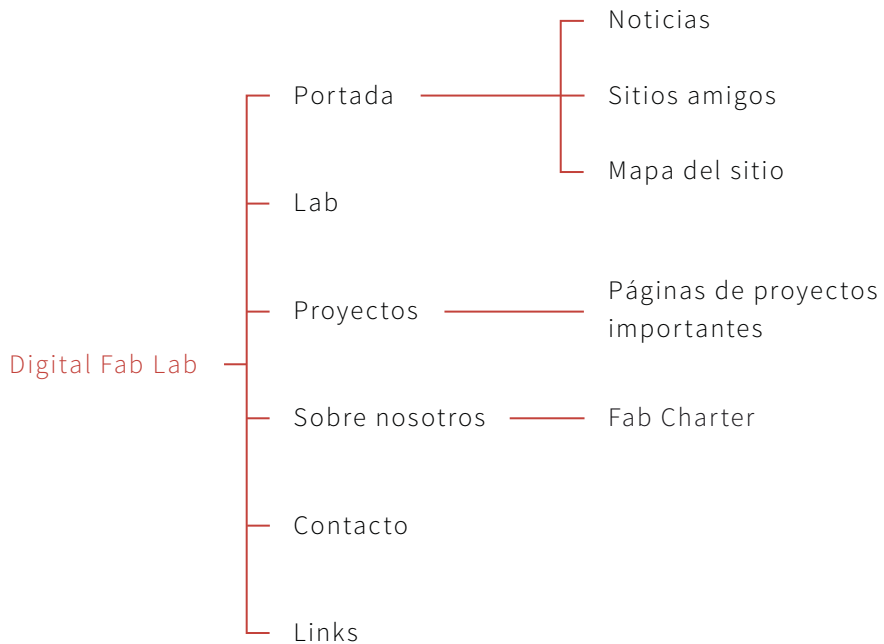 Noticias
Portada
Sitios amigos
Mapa del sitio
Lab
Páginas de proyectos
importantes
Proyectos
Digital Fab Lab
Sobre nosotros
Fab Charter
Contacto
Links